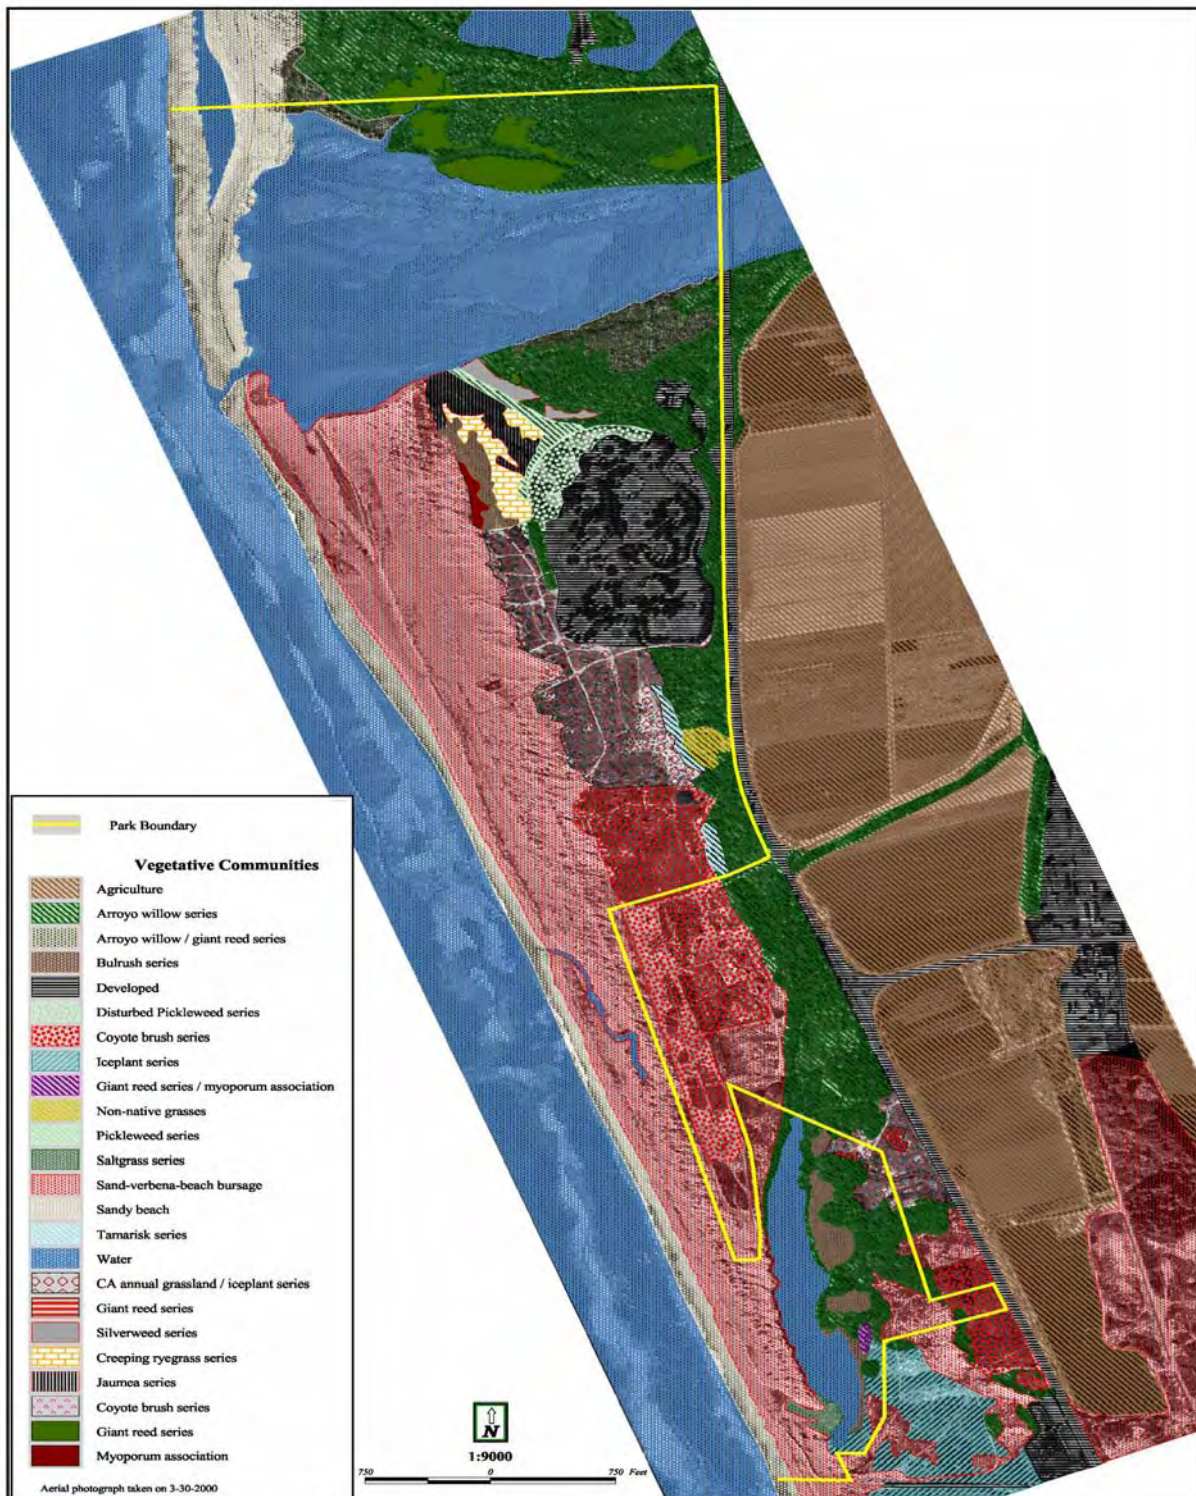 Park Boundary
Vegetative Communities
Agriculture
Arroyo willow series
Arroyo willow / giant reed series
Bulrush series
Developed
Disturbed Pickleweed series
Coyote brush series
Iceplant series
Giant reed series / myoporum association
Non-native grasses
Pickleweed series
Saltgrass series
Sand-verbena-beach bursage
Sandy beach
Tamarisk series
Water
CA annual grassland / iceplant series
Giant reed series
Silverweed series
Creeping ryegrass series
Jaumea series
Coyote brush series
Giant reed series
Myoporum association
Aerial photograph taken on 3-30-2000
N
1:9000
750 0 750 Feet